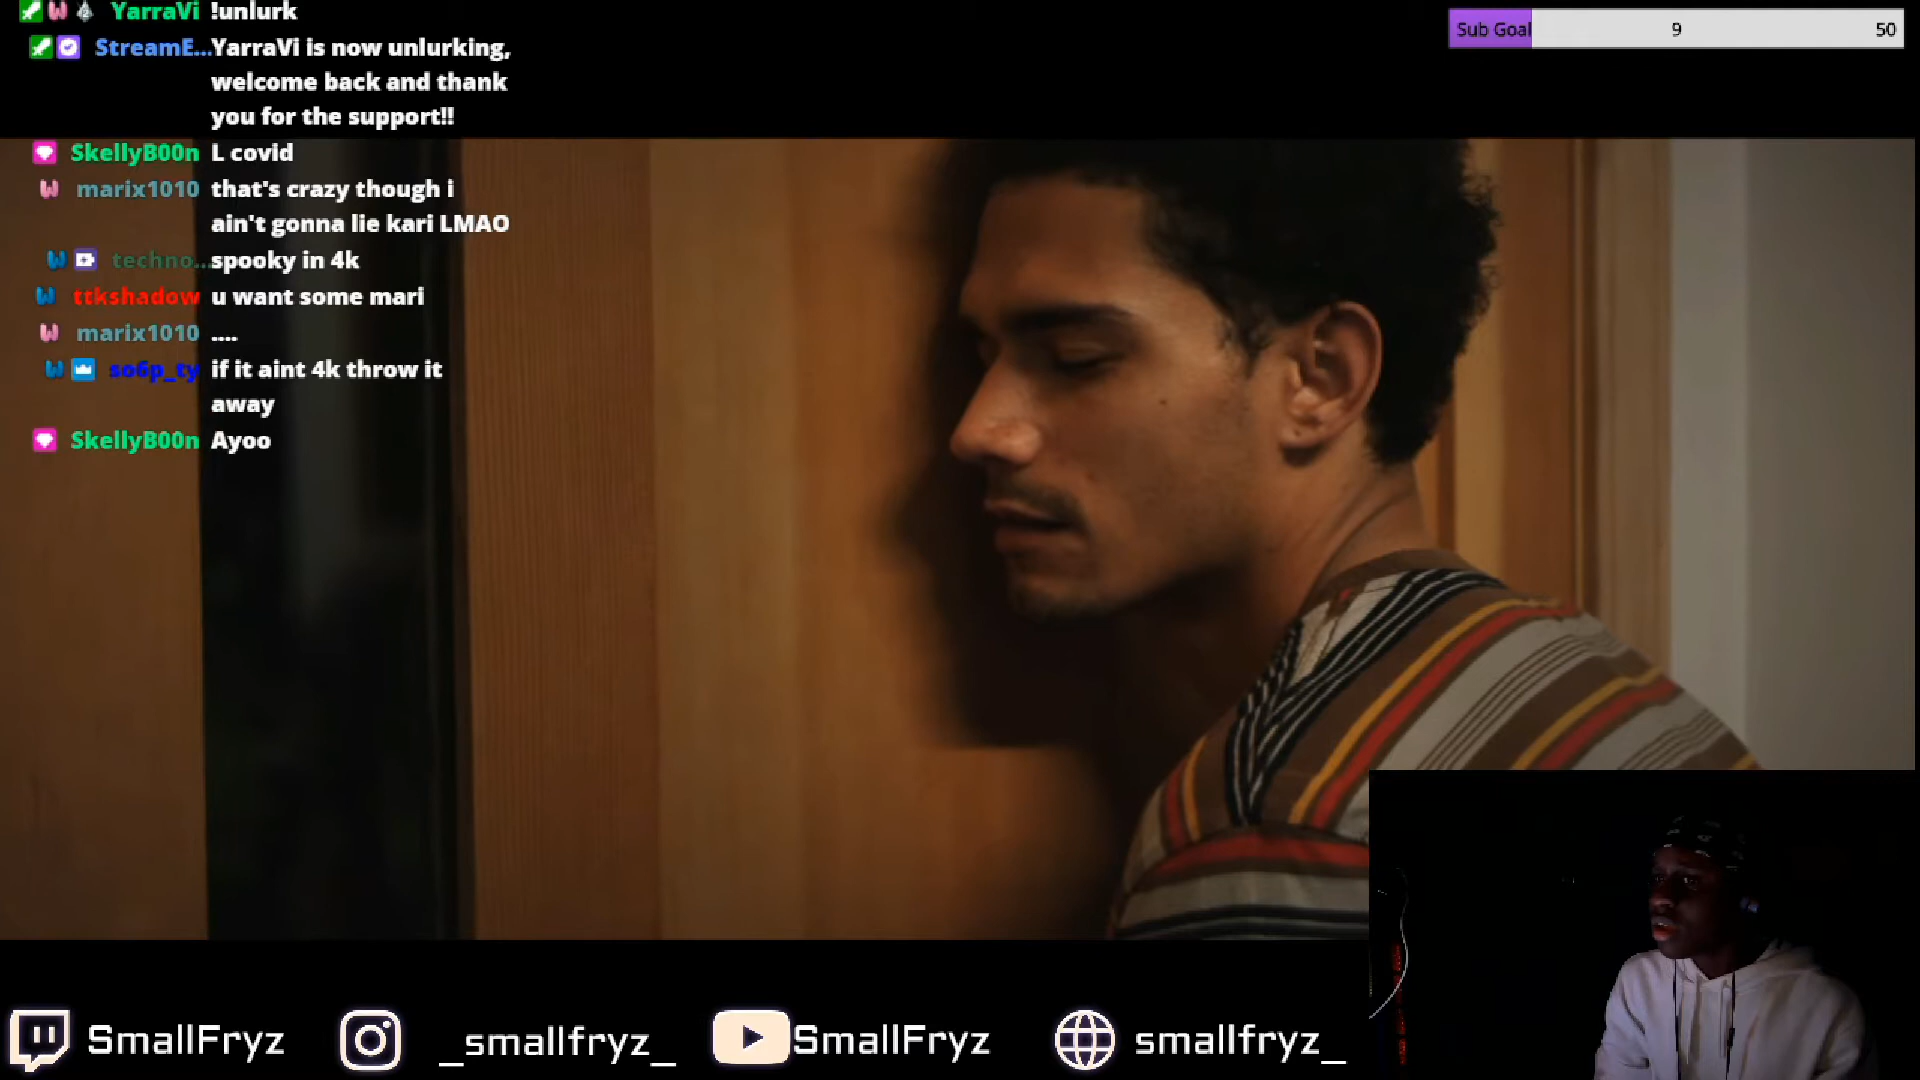 YarraVi !unlurk
StreamE... YarraVi is now unlurking,
welcome back and thank
you for the support!!
SkellyB00n L covid
marix1010 that's crazy though i
ain't gonna lie kari LMAO
techno... spooky in 4k
ttkshadow u want some mari
marix1010 ....
so6p_ty if it aint 4k throw it
away
SkellyB00n Ayoo
Sub Goal 9 50
SmallFryz _smallfryz_ SmallFryz smallfryz_